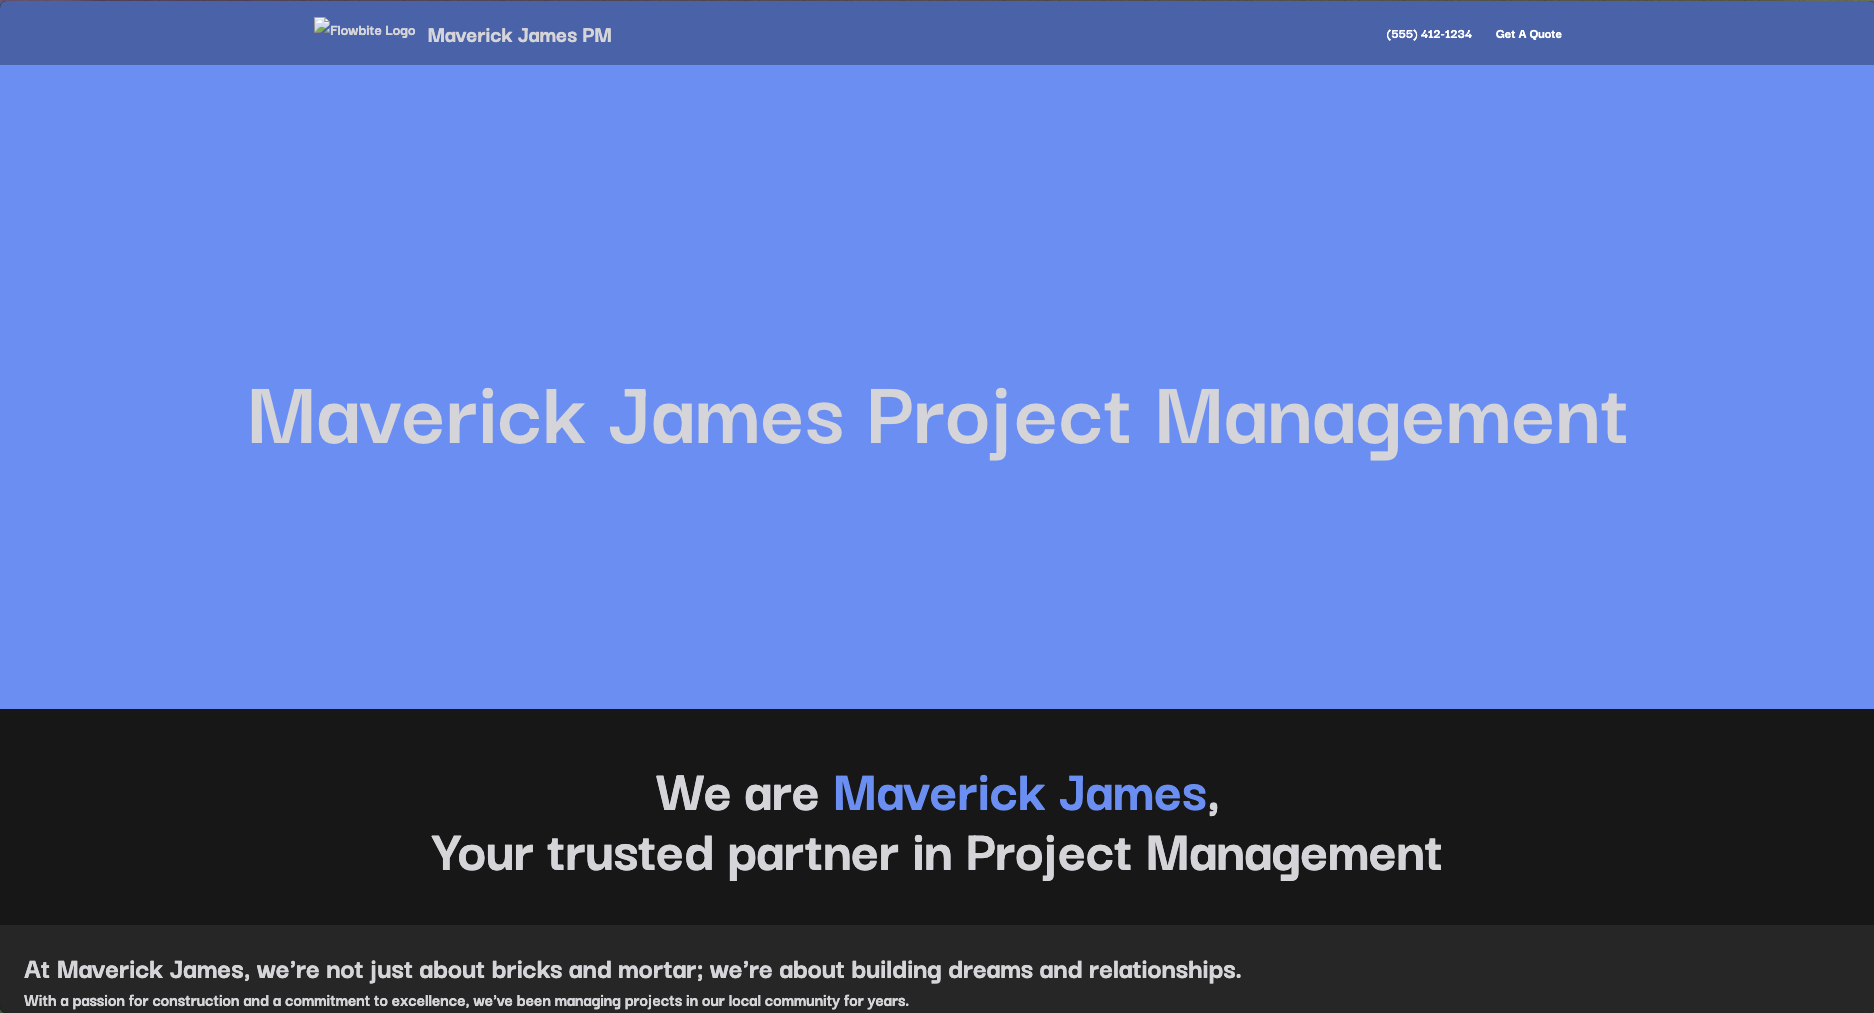 Flowbite Logo Maverick James PM (555) 412-1234 Get A Quote
Maverick James Project Management
We are Maverick James,
Your trusted partner in Project Management
At Maverick James, we're not just about bricks and mortar; we're about building dreams and relationships.
With a passion for construction and a commitment to excellence, we've been managing projects in our local community for years.